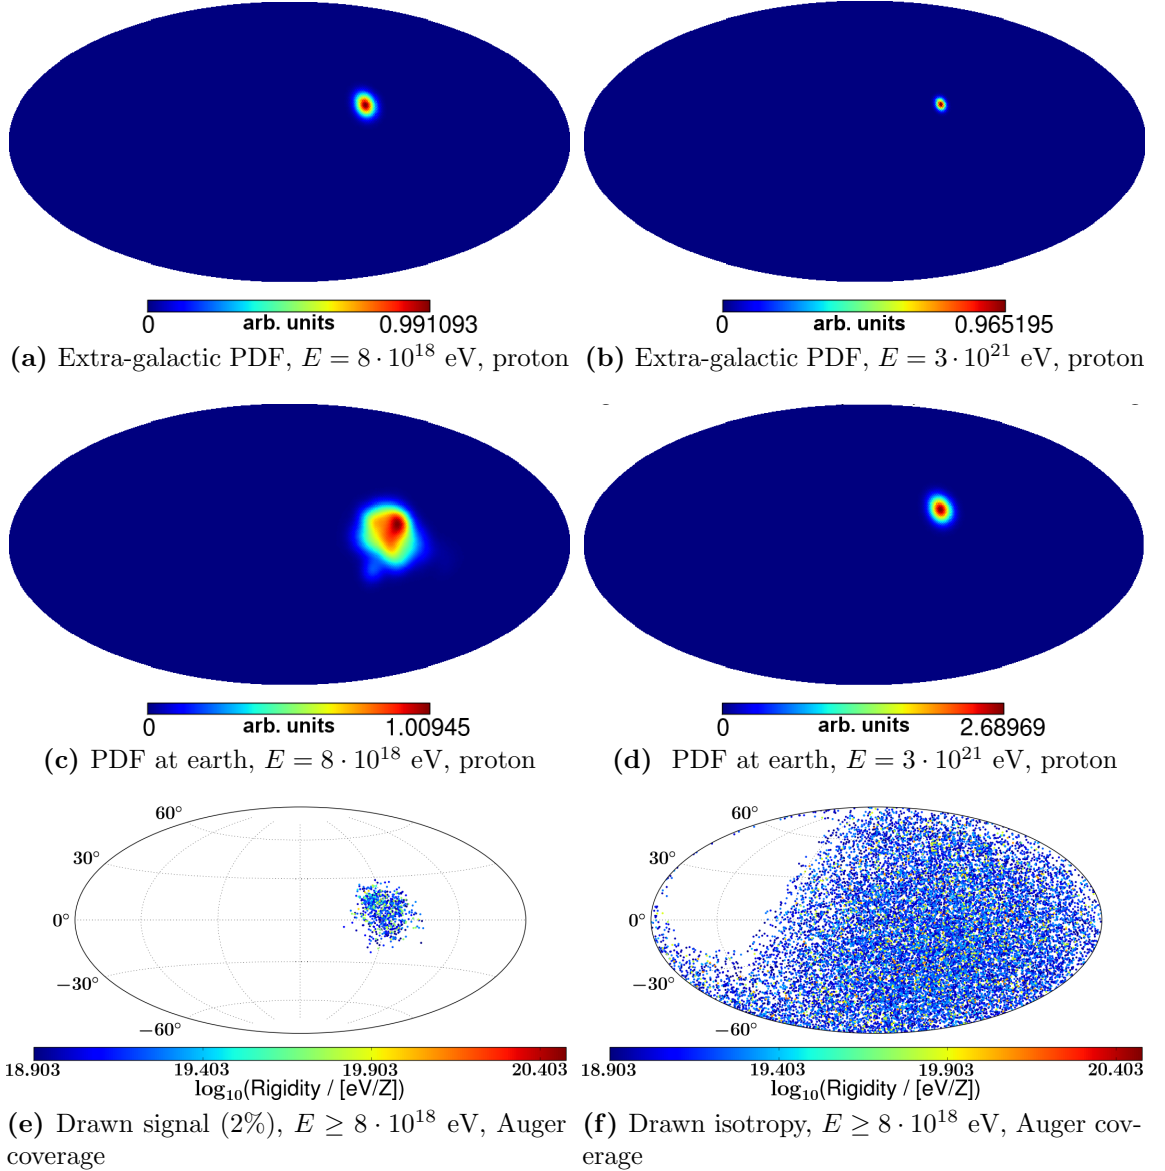 0 arb. units 0.991093
0 arb. units 0.965195
(a) Extra-galactic PDF, E = 8 · 10^18 eV, proton
(b) Extra-galactic PDF, E = 3 · 10^21 eV, proton
0 arb. units 1.00945
0 arb. units 2.68969
(c) PDF at earth, E = 8 · 10^18 eV, proton
(d) PDF at earth, E = 3 · 10^21 eV, proton
60°
30°
0°
−30°
−60°
18.903 19.403 19.903 20.403
log10(Rigidity / [eV/Z])
60°
30°
0°
−30°
−60°
18.903 19.403 19.903 20.403
log10(Rigidity / [eV/Z])
(e) Drawn signal (2%), E ≥ 8 · 10^18 eV, Auger
coverage
(f) Drawn isotropy, E ≥ 8 · 10^18 eV, Auger cov-
erage